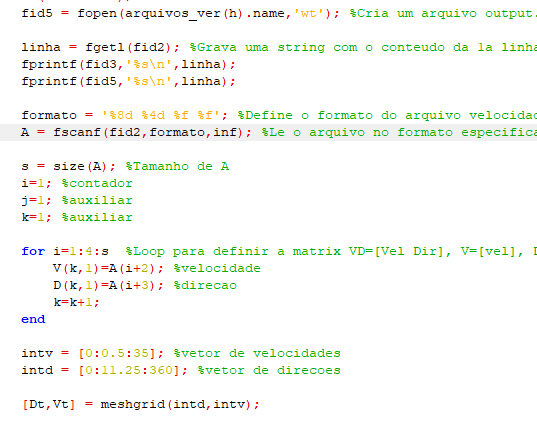 fid5 = fopen(arquivos_ver(h).name,'wt'); %Cria um arquivo output.
linha = fgetl(fid2); %Grava uma string com o conteudo da 1a linha
fprintf(fid3,'%s\n',linha);
fprintf(fid5,'%s\n',linha);
formato = '%8d %4d %f %f'; %Define o formato do arquivo velocidad
A = fscanf(fid2,formato,inf); %Le o arquivo no formato especifica
s = size(A); %Tamanho de A
i=1; %contador
j=1; %auxiliar
k=1; %auxiliar
for i=1:4:s  %Loop para definir a matrix VD=[Vel Dir], V=[vel], D
    V(k,1)=A(i+2); %velocidade
    D(k,1)=A(i+3); %direcao
    k=k+1;
end
intv = [0:0.5:35]; %vetor de velocidades
intd = [0:11.25:360]; %vetor de direcoes
[Dt,Vt] = meshgrid(intd,intv);